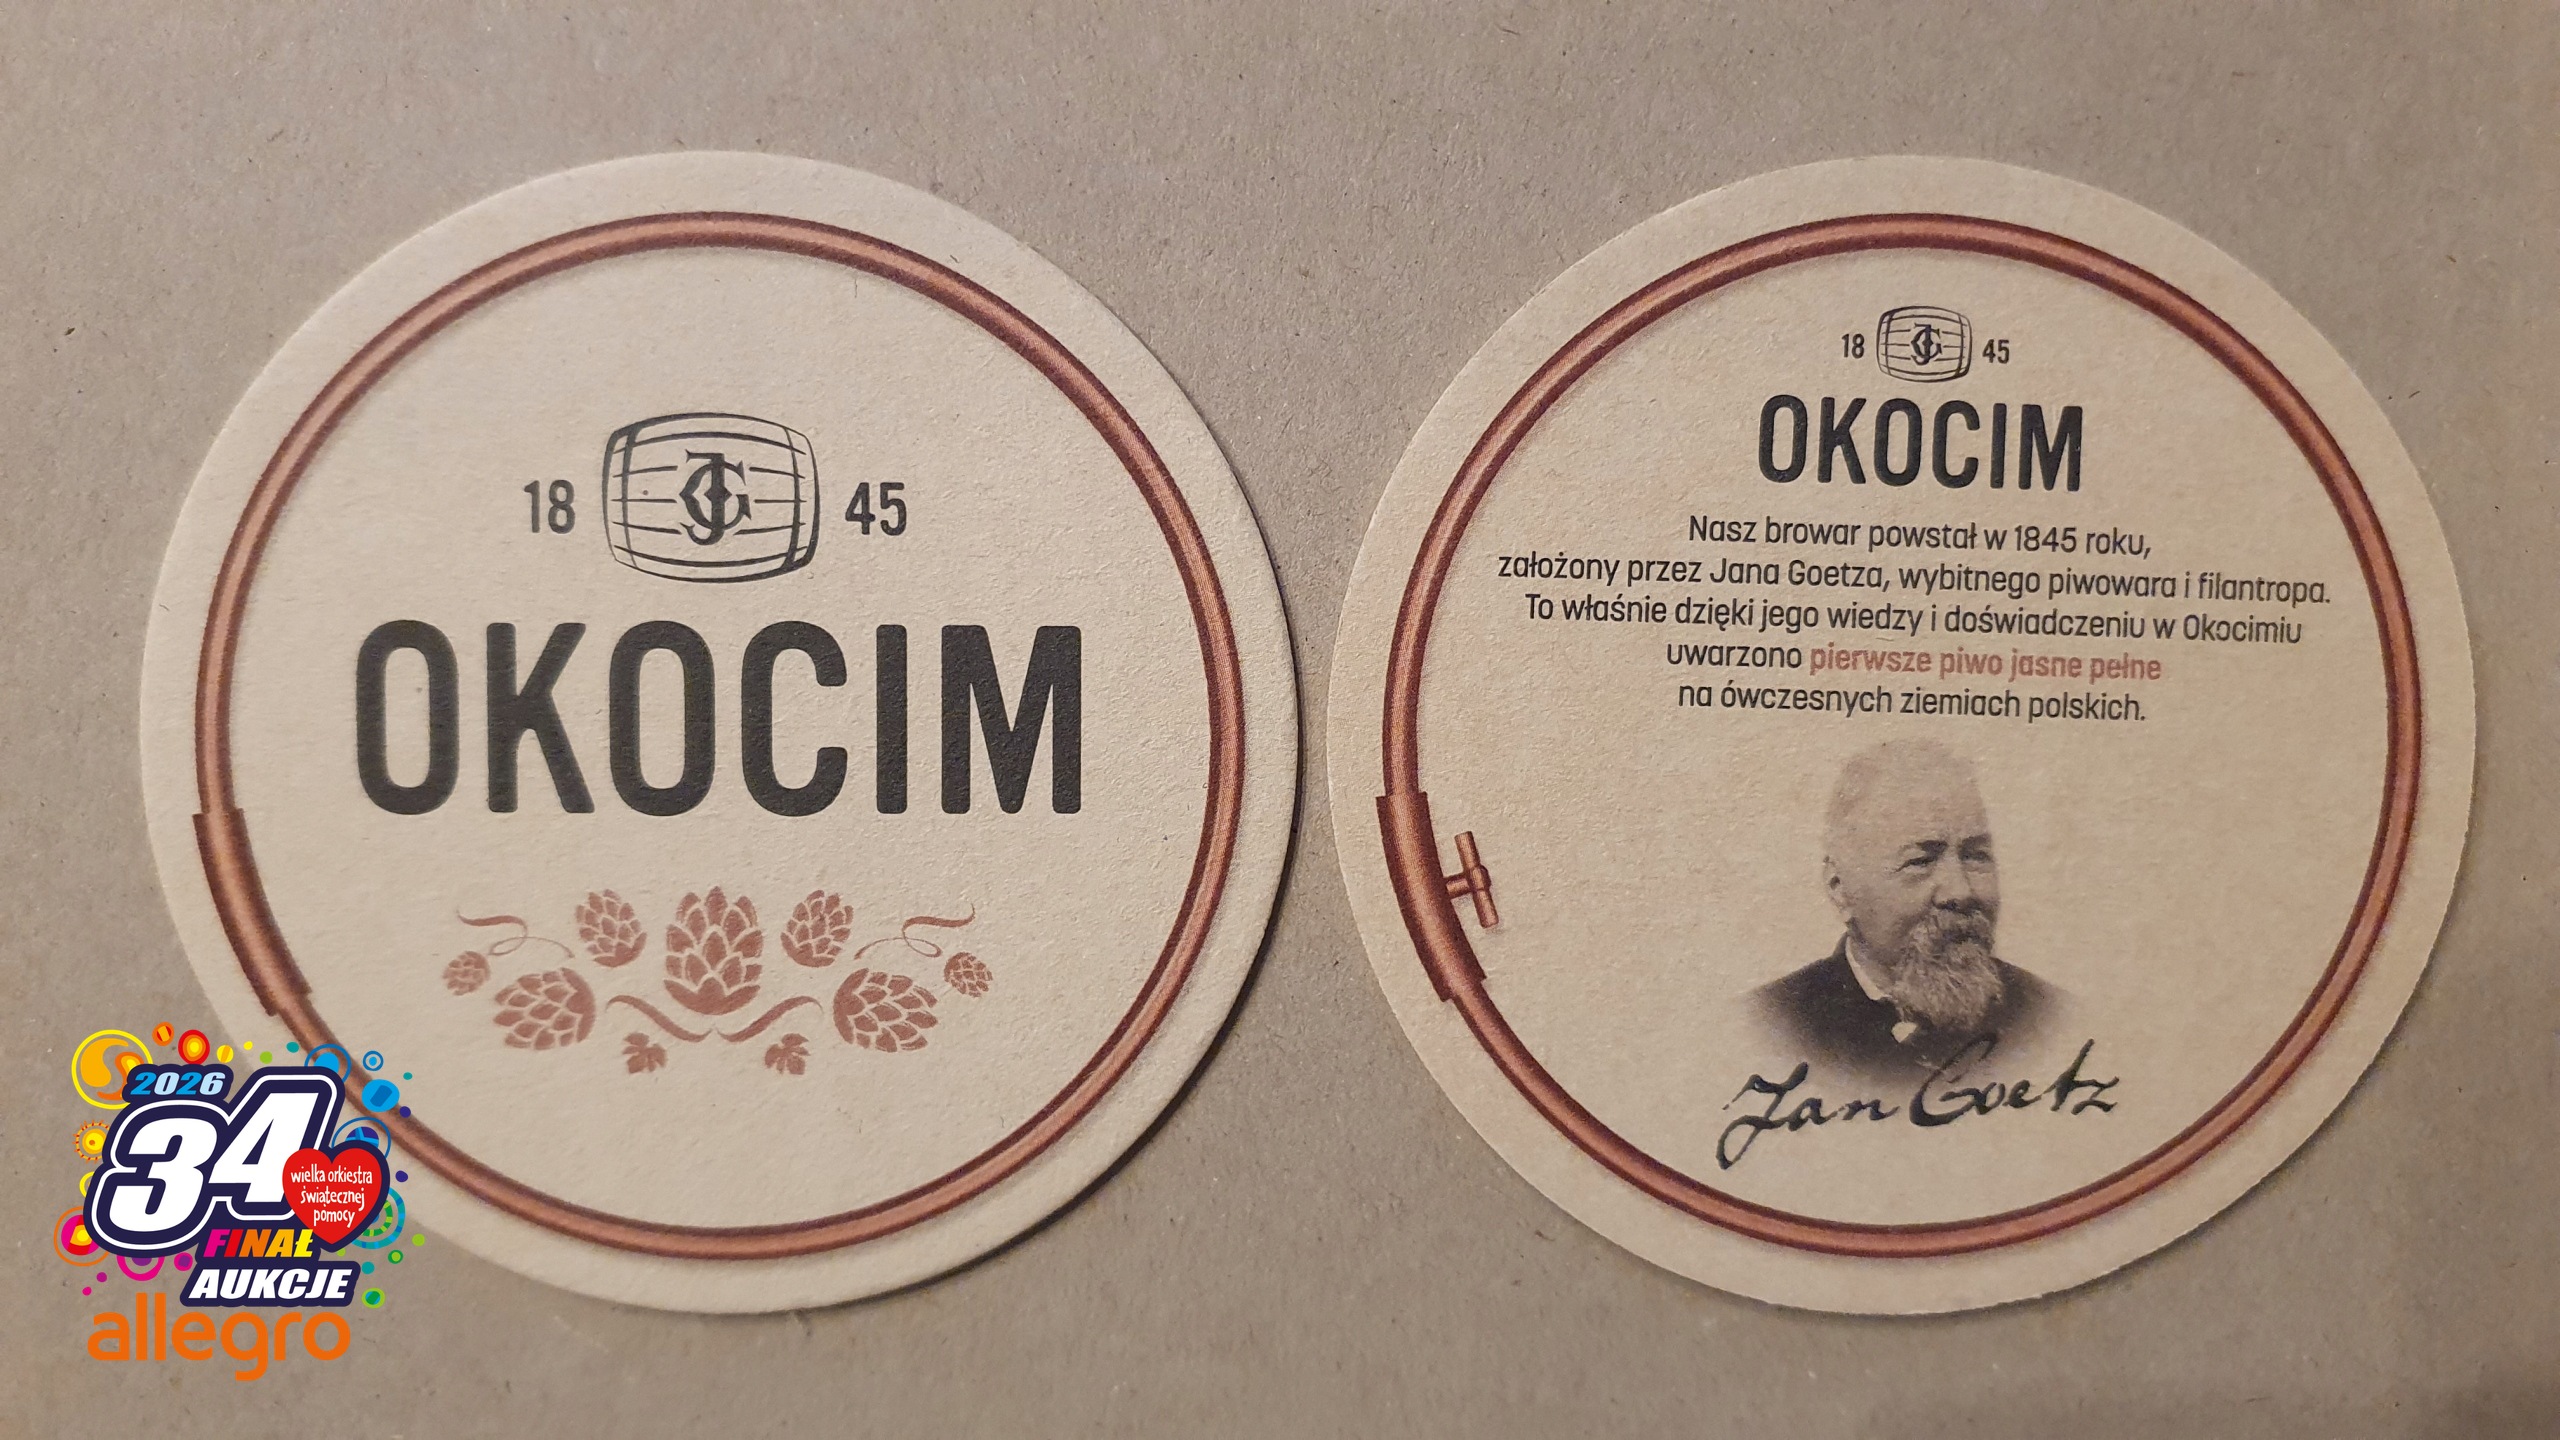 18 JG 45
OKOCIM
18 JG 45
OKOCIM
Nasz browar powstał w 1845 roku,
założony przez Jana Goetza, wybitnego piwowara i filantropa.
To właśnie dzięki jego wiedzy i doświadczeniu w Okocimiu
uwarzono pierwsze piwo jasne pełne
na ówczesnych ziemiach polskich.
Jan Goetz
2026
34
wielka orkiestra
świątecznej
pomocy
FINAŁ
AUKCJE
allegro